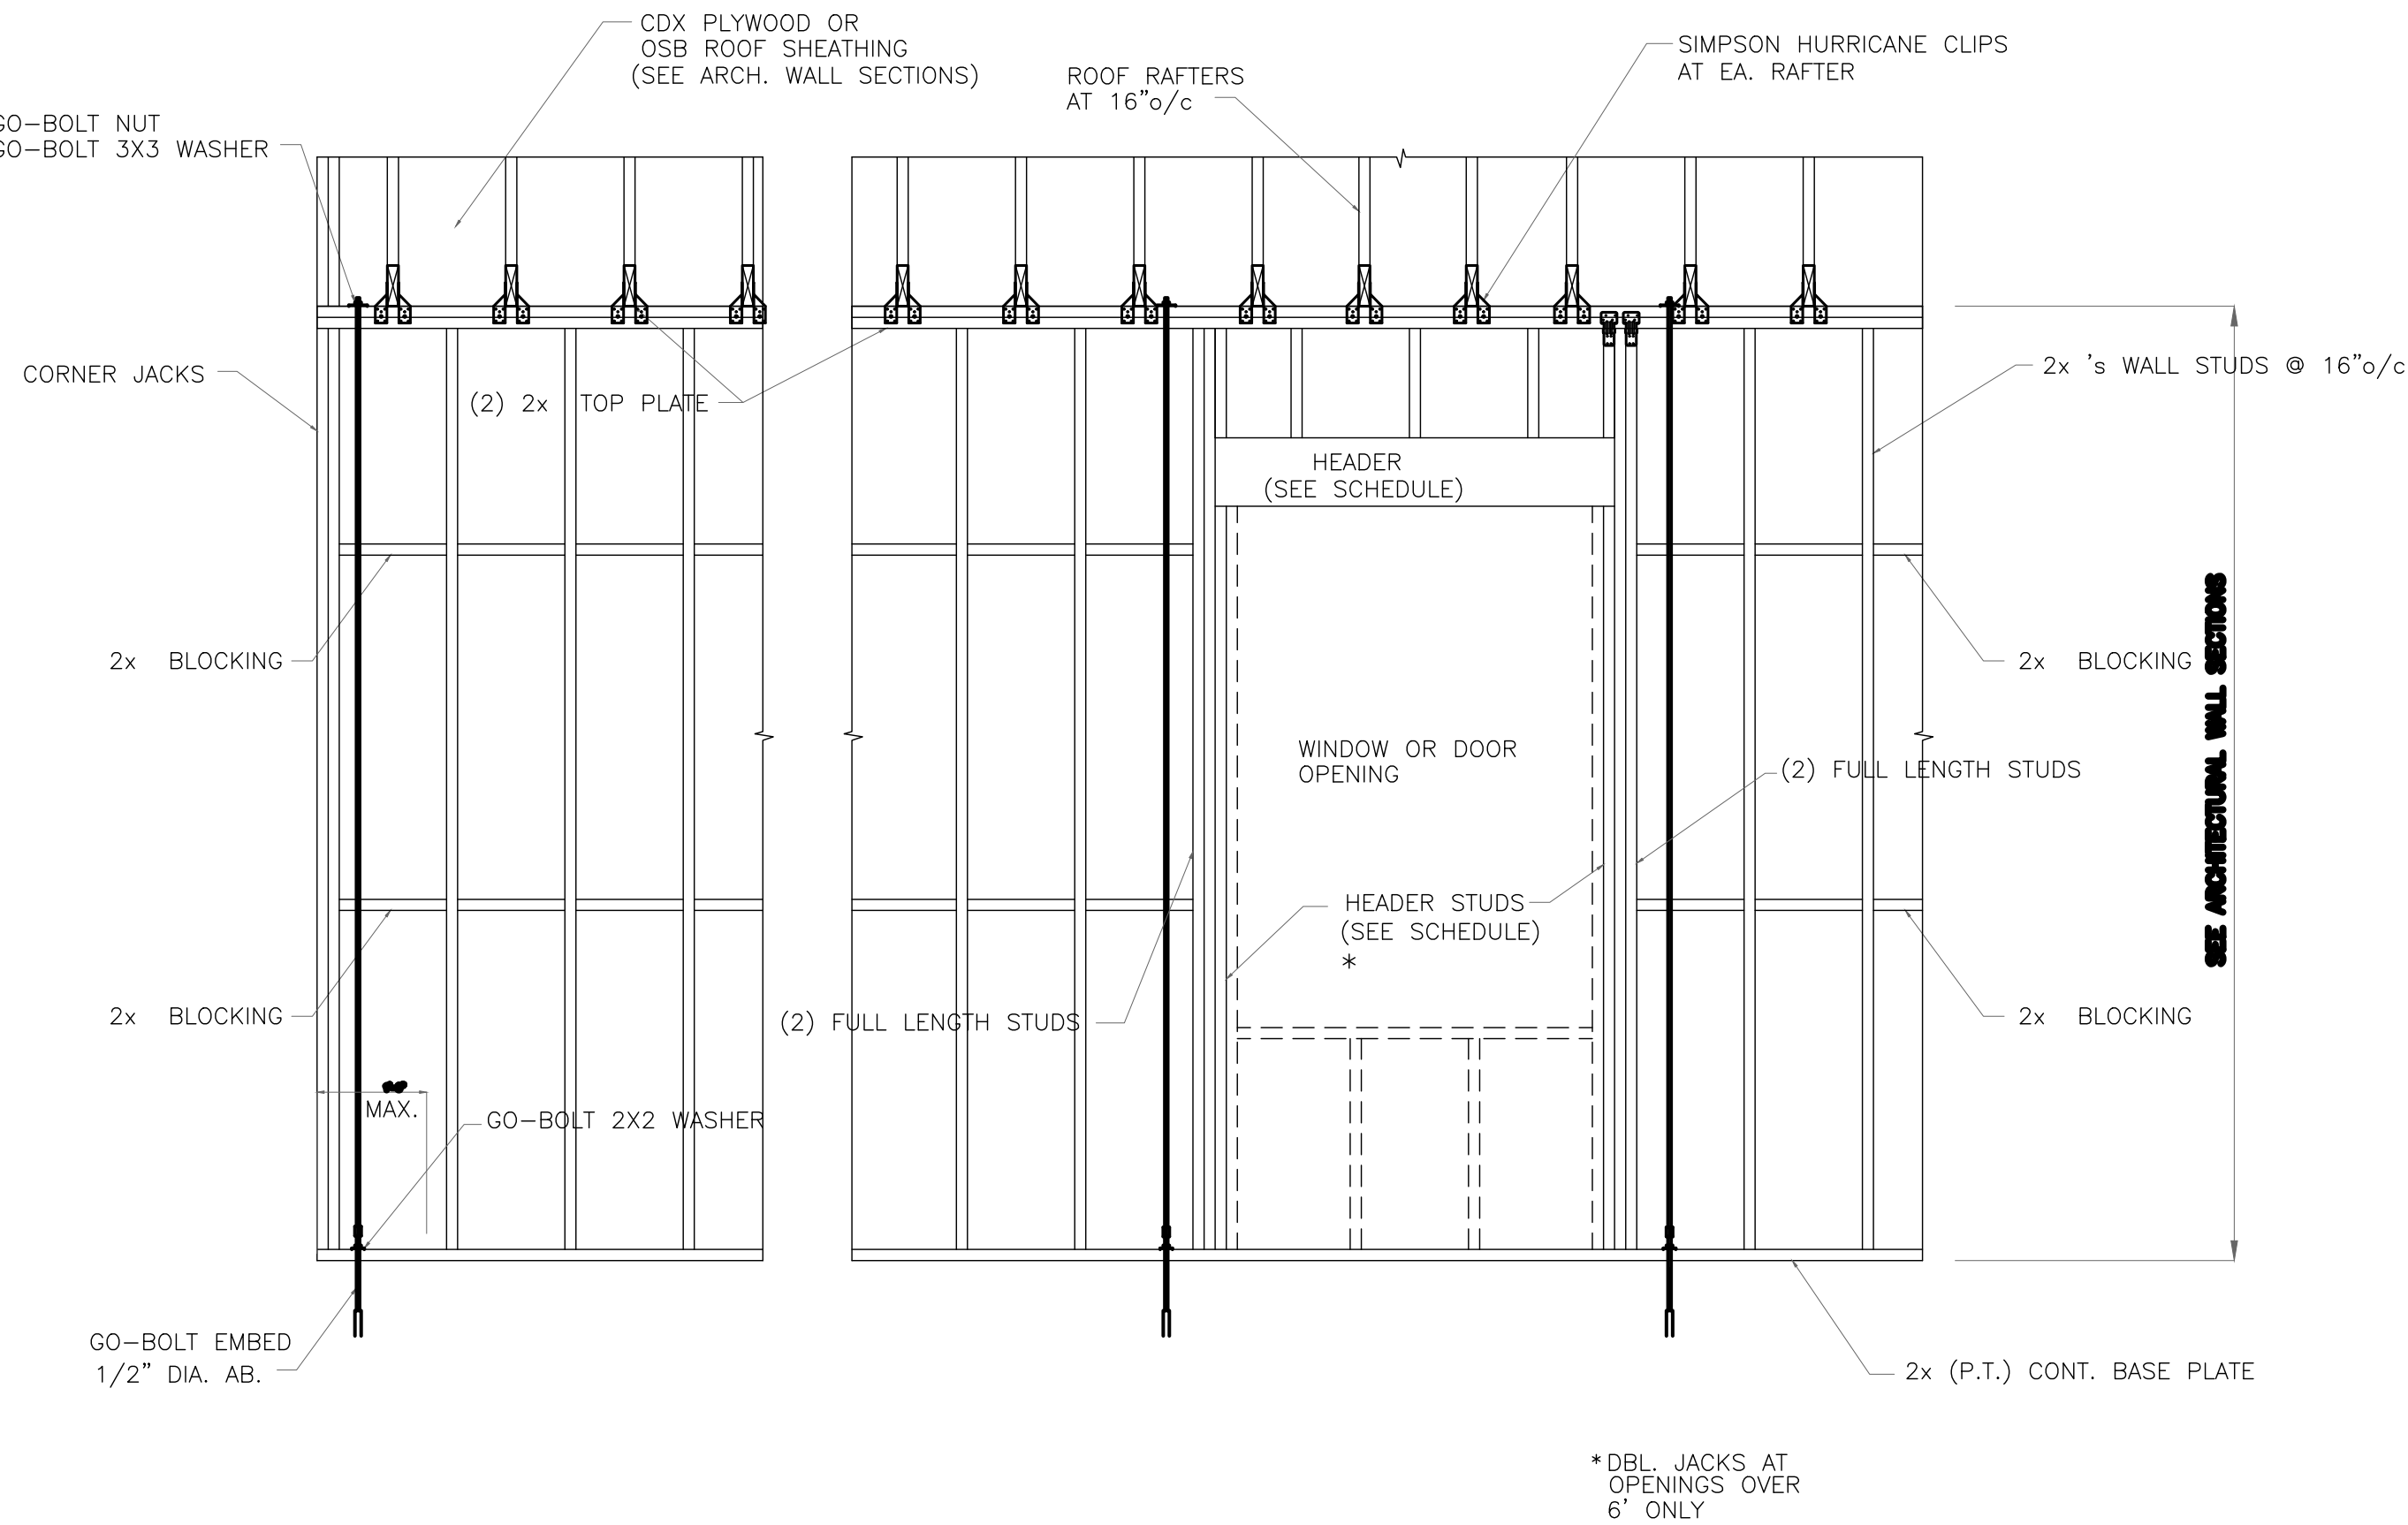 CDX PLYWOOD OR
OSB ROOF SHEATHING
(SEE ARCH. WALL SECTIONS)
ROOF RAFTERS
AT 16"o/c
SIMPSON HURRICANE CLIPS
AT EA. RAFTER
GO-BOLT NUT
GO-BOLT 3X3 WASHER
CORNER JACKS
(2) 2x TOP PLATE
2x 's WALL STUDS @ 16"o/c
HEADER
(SEE SCHEDULE)
2x BLOCKING
2x BLOCKING
SEE ARCHITECTURAL WALL SECTIONS
WINDOW OR DOOR
OPENING
(2) FULL LENGTH STUDS
HEADER STUDS
(SEE SCHEDULE)
*
2x BLOCKING
(2) FULL LENGTH STUDS
2x BLOCKING
MAX.
GO-BOLT 2X2 WASHER
GO-BOLT EMBED
1/2" DIA. AB.
2x (P.T.) CONT. BASE PLATE
* DBL. JACKS AT
OPENINGS OVER
6' ONLY